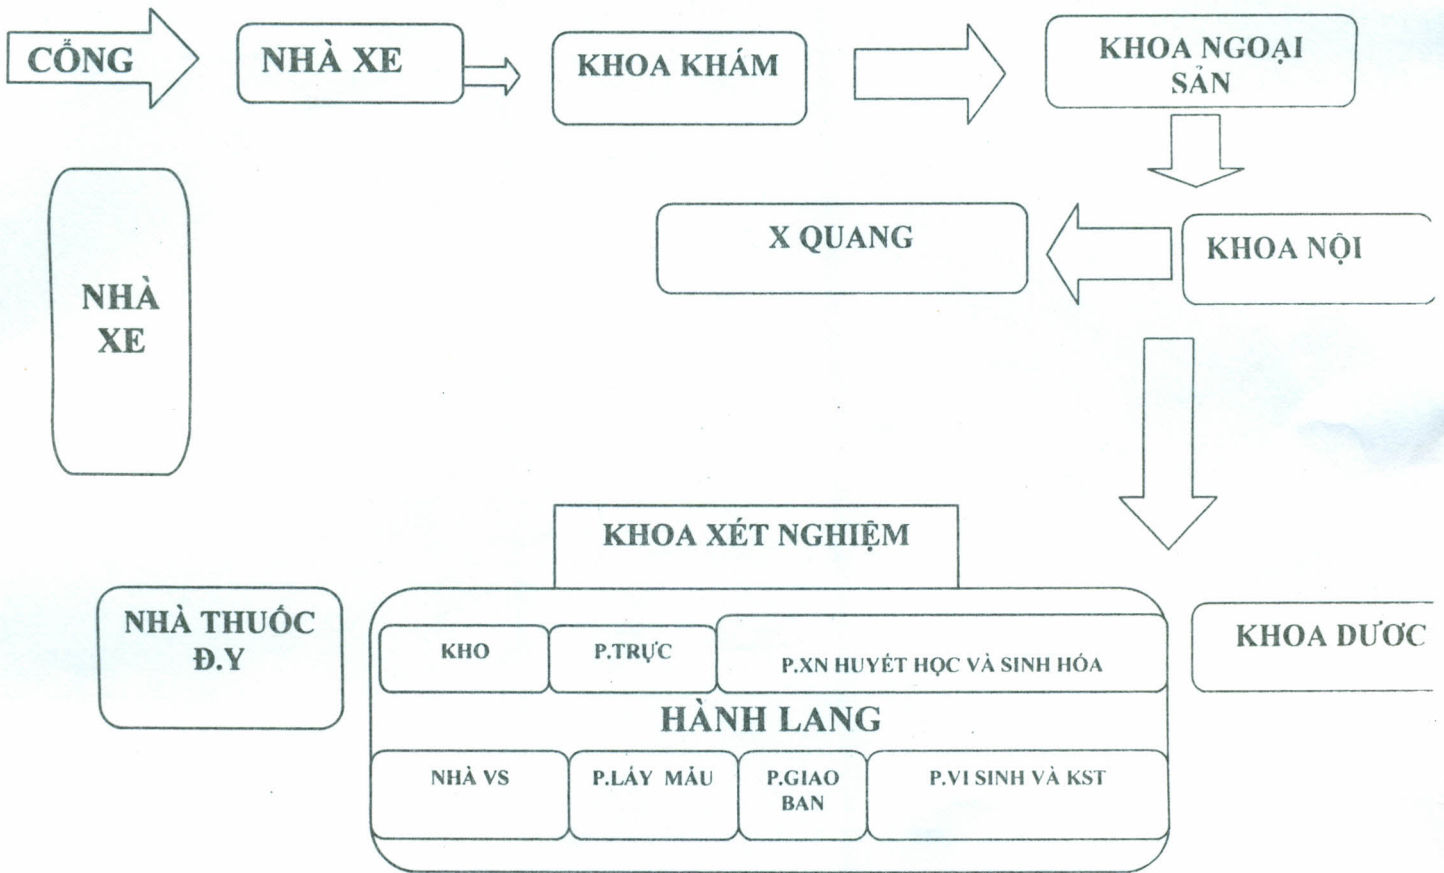 CỔNG
NHÀ XE
KHOA KHÁM
KHOA NGOẠI
SẢN
X QUANG
KHOA NỘI
NHÀ
XE
KHOA XÉT NGHIỆM
NHÀ THUỐC
Đ.Y
KHO
P.TRỰC
P.XN HUYẾT HỌC VÀ SINH HÓA
KHOA DƯƠC
HÀNH LANG
NHÀ VS
P.LẤY MẪU
P.GIAO
BAN
P.VI SINH VÀ KST